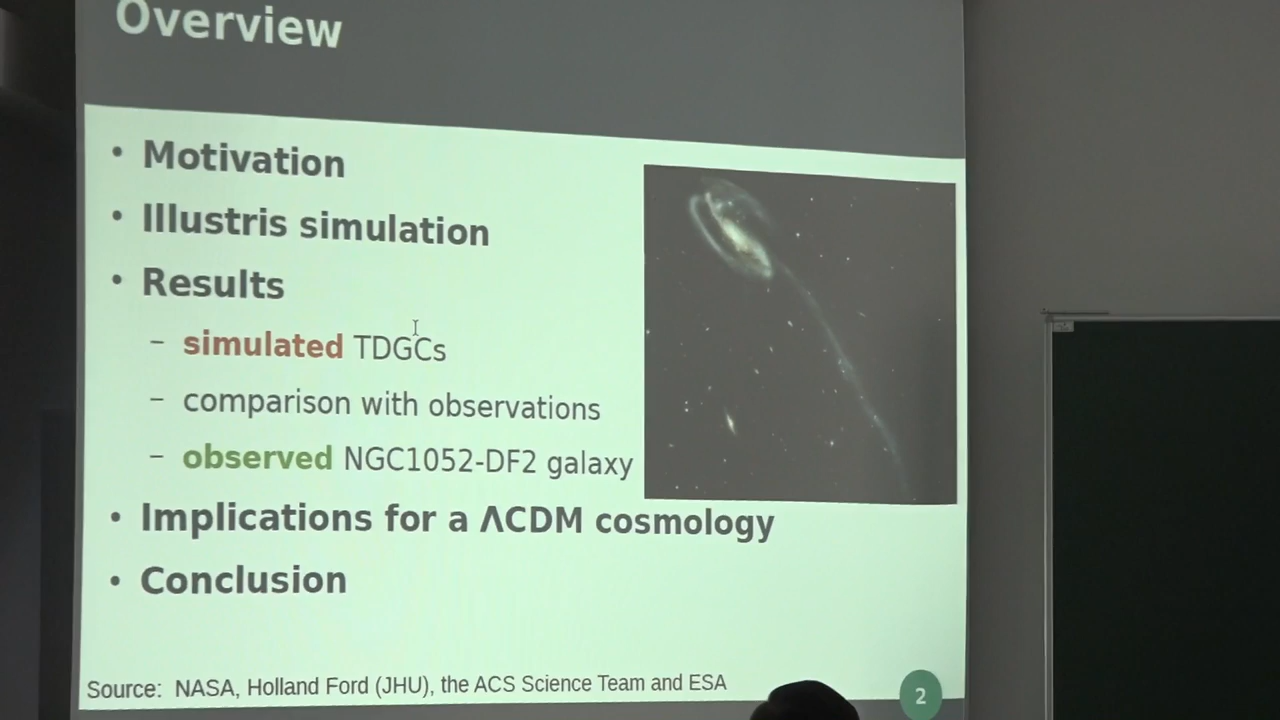 Overview
• Motivation
• Illustris simulation
• Results
– simulated TDGCs
– comparison with observations
– observed NGC1052-DF2 galaxy
• Implications for a ΛCDM cosmology
• Conclusion
Source: NASA, Holland Ford (JHU), the ACS Science Team and ESA
2